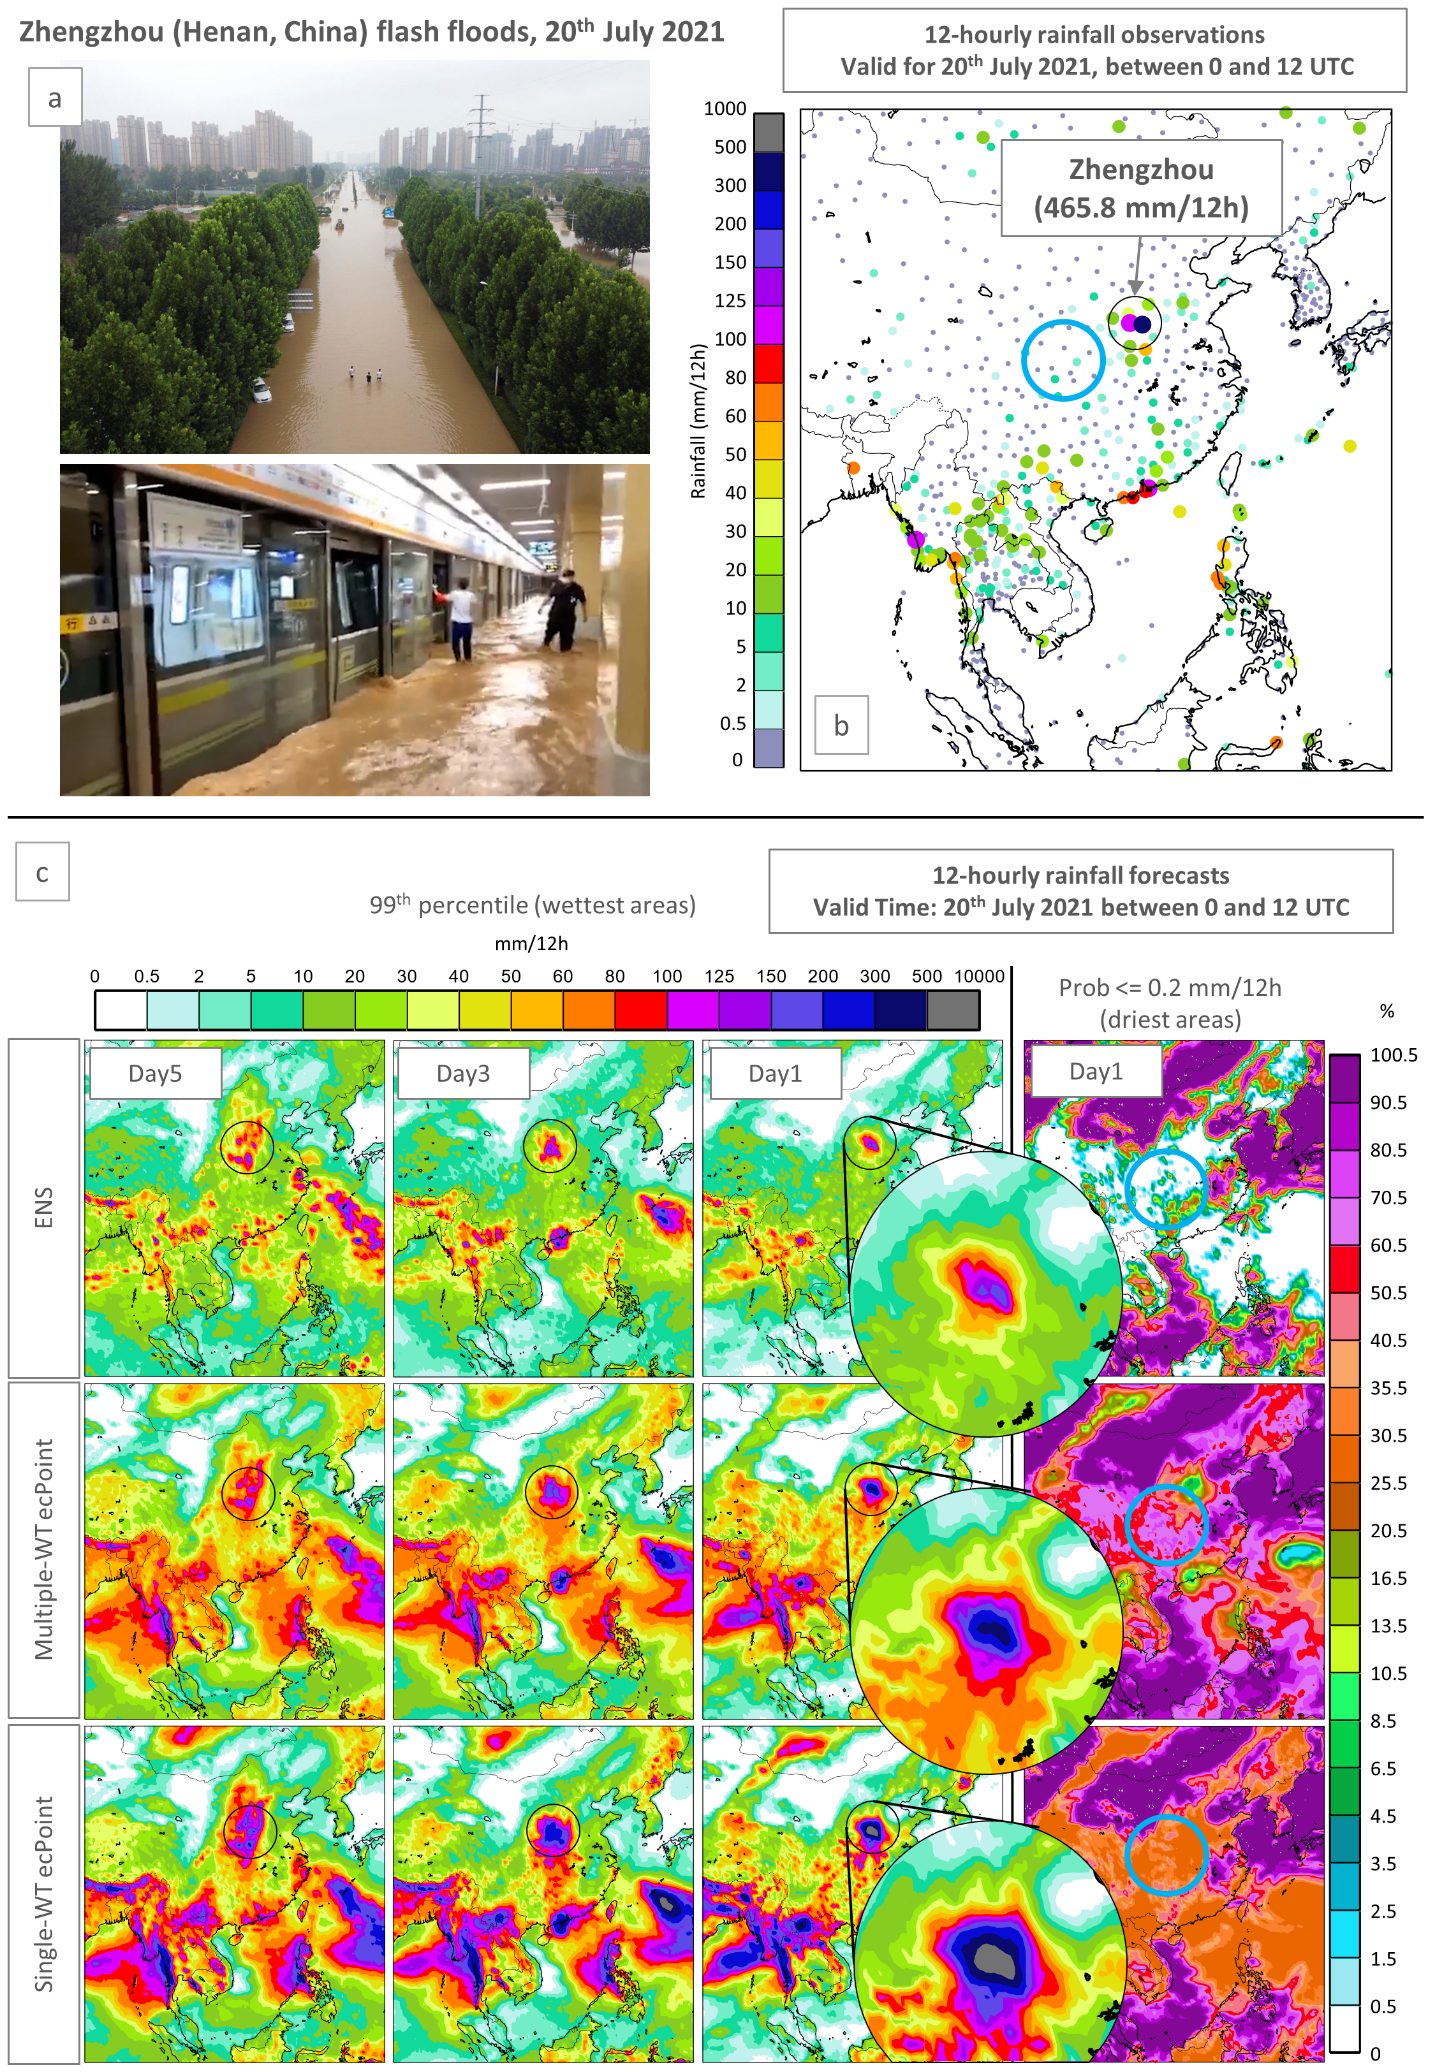 Zhengzhou (Henan, China) flash floods, 20th July 2021
a
行
12-hourly rainfall observations
Valid for 20th July 2021, between 0 and 12 UTC
Rainfall (mm/12h)
1000
500
300
200
150
125
100
80
60
50
40
30
20
10
5
2
0.5
0
Zhengzhou
(465.8 mm/12h)
b
c
12-hourly rainfall forecasts
Valid Time: 20th July 2021 between 0 and 12 UTC
99th percentile (wettest areas)
mm/12h
0 0.5 2 5 10 20 30 40 50 60 80 100 125 150 200 300 500 10000
Prob <= 0.2 mm/12h
(driest areas)
%
Day5
Day3
Day1
Day1
ENS
Multiple-WT ecPoint
Single-WT ecPoint
100.5
90.5
80.5
70.5
60.5
50.5
40.5
35.5
30.5
25.5
20.5
16.5
13.5
10.5
8.5
6.5
4.5
3.5
2.5
1.5
0.5
0